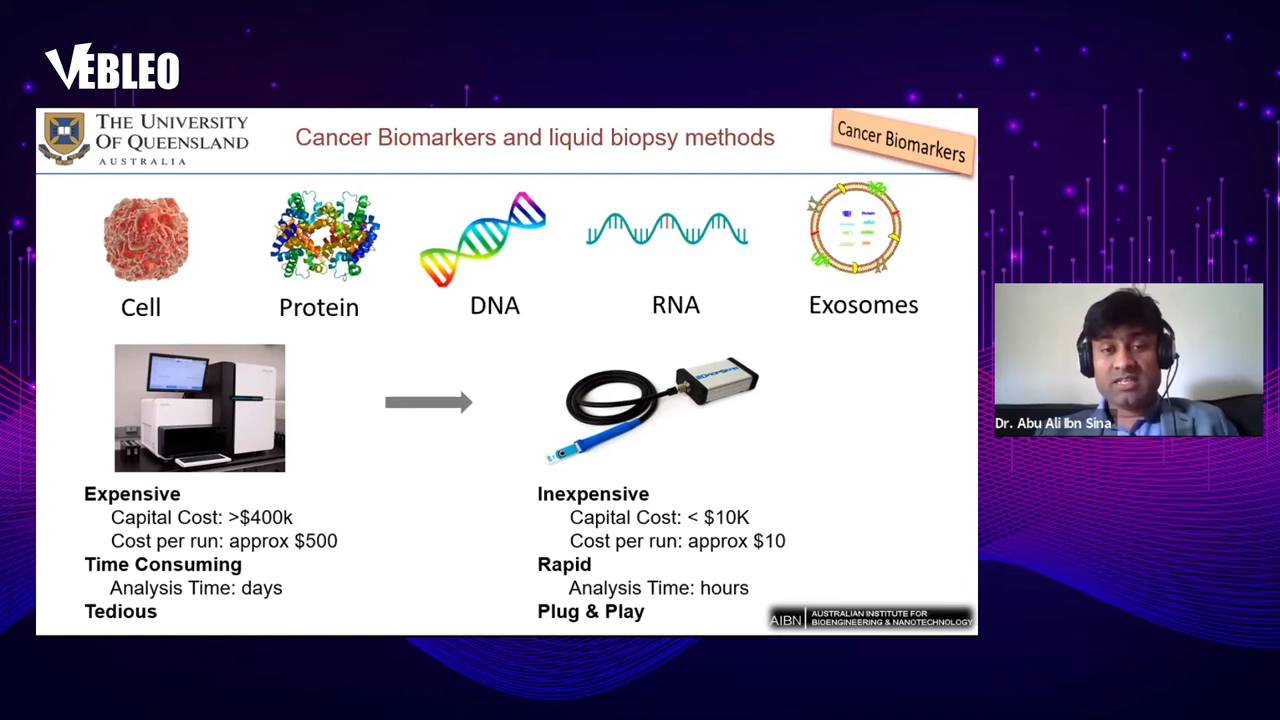 VEBLEO
THE UNIVERSITY
OF QUEENSLAND
AUSTRALIA
Cancer Biomarkers and liquid biopsy methods
Cancer Biomarkers
Cell
Protein
DNA
RNA
Exosomes
Protein
Dr. Abu Ali Ibn Sina
Expensive
Capital Cost: >$400k
Cost per run: approx $500
Time Consuming
Analysis Time: days
Tedious
Inexpensive
Capital Cost: < $10K
Cost per run: approx $10
Rapid
Analysis Time: hours
Plug & Play
AIBN
AUSTRALIAN INSTITUTE FOR
BIOENGINEERING & NANOTECHNOLOGY